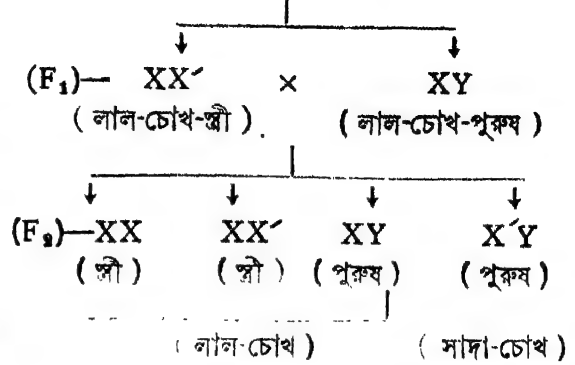 (F₁)— XX′ × XY
( লাল-চোখ-স্ত্রী ) ( লাল-চোখ-পুরুষ )
(F₂)—XX XX′ XY X′Y
( স্ত্রী ) ( স্ত্রী ) ( পুরুষ ) ( পুরুষ )
( লাল-চোখ ) ( সাদা-চোখ )